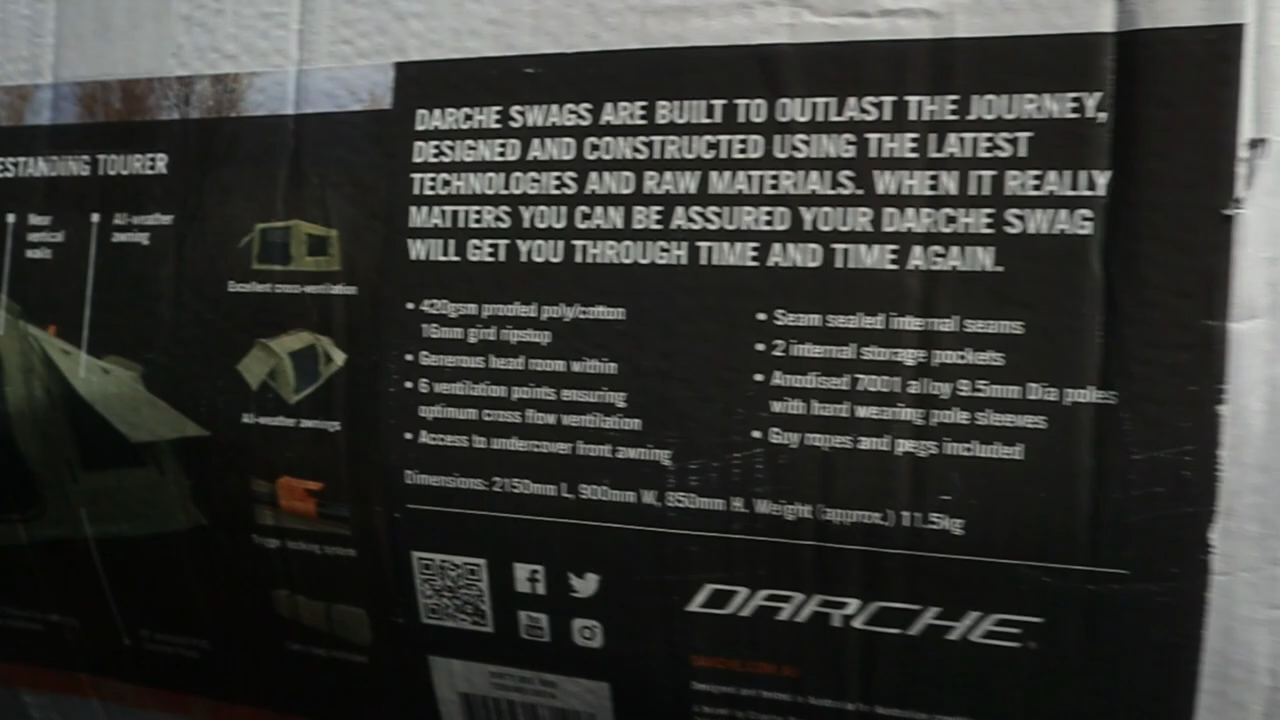 ESTANDING TOURER
Near
vertical
walls
All-weather
awning
Excellent cross-ventilation
All-weather awnings
Trigger locking system
DARCHE SWAGS ARE BUILT TO OUTLAST THE JOURNEY,
DESIGNED AND CONSTRUCTED USING THE LATEST
TECHNOLOGIES AND RAW MATERIALS. WHEN IT REALLY
MATTERS YOU CAN BE ASSURED YOUR DARCHE SWAG
WILL GET YOU THROUGH TIME AND TIME AGAIN.
• 420gsm proofed poly/cotton
16mm gird ripstop
• Generous head room within
• 6 ventilation points ensuring
optimum cross flow ventilation
• Access to undercover front awning
• Seam sealed internal seams
• 2 internal storage pockets
• Anodised 7001 alloy 9.5mm Dia poles
with hard wearing pole sleeves
• Guy ropes and pegs included
Dimensions: 2150mm L, 900mm W, 850mm H. Weight (approx.) 11.5kg
DARCHE
DARCHE.COM.AU